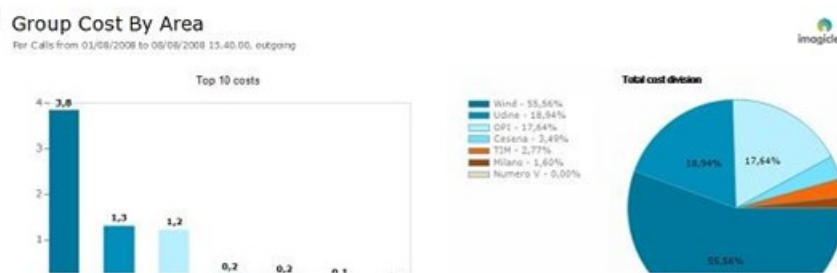 Group Cost By Area
Per Calls from 01/08/2008 to 08/08/2008 15.40.00, outgoing
imagicle
Top 10 costs
4
3,8
3
2
1,3
1,2
1
0,2
0,2
0,1
Total cost division
Wind - 55,56%
Udine - 18,94%
OPI - 17,64%
Cesena - 3,49%
TIM - 2,77%
Milano - 1,60%
Numero V - 0,00%
18,94%
17,64%
55,56%